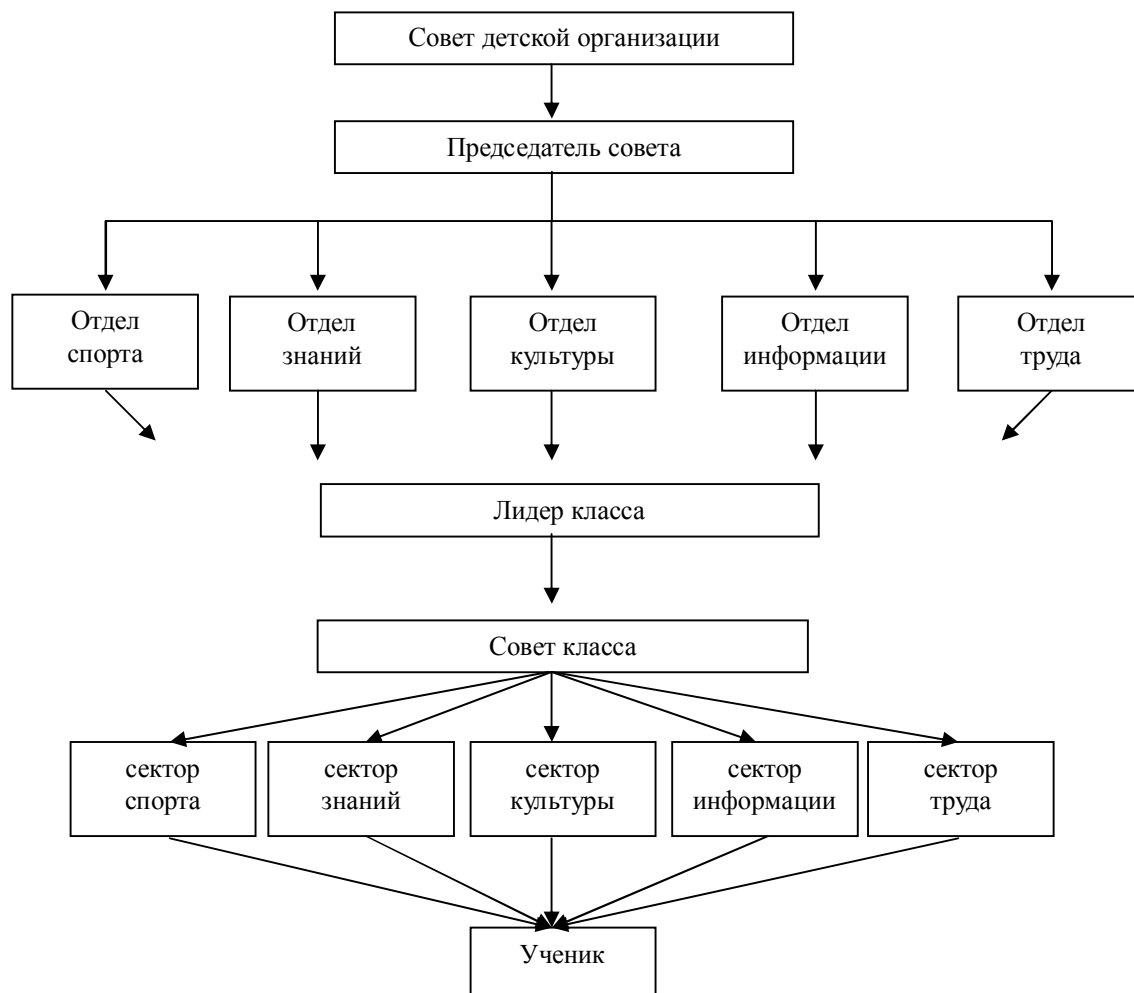 Совет детской организации
Председатель совета
Отдел
спорта
Отдел
знаний
Отдел
культуры
Отдел
информации
Отдел
труда
Лидер класса
Совет класса
сектор
спорта
сектор
знаний
сектор
культуры
сектор
информации
сектор
труда
Ученик